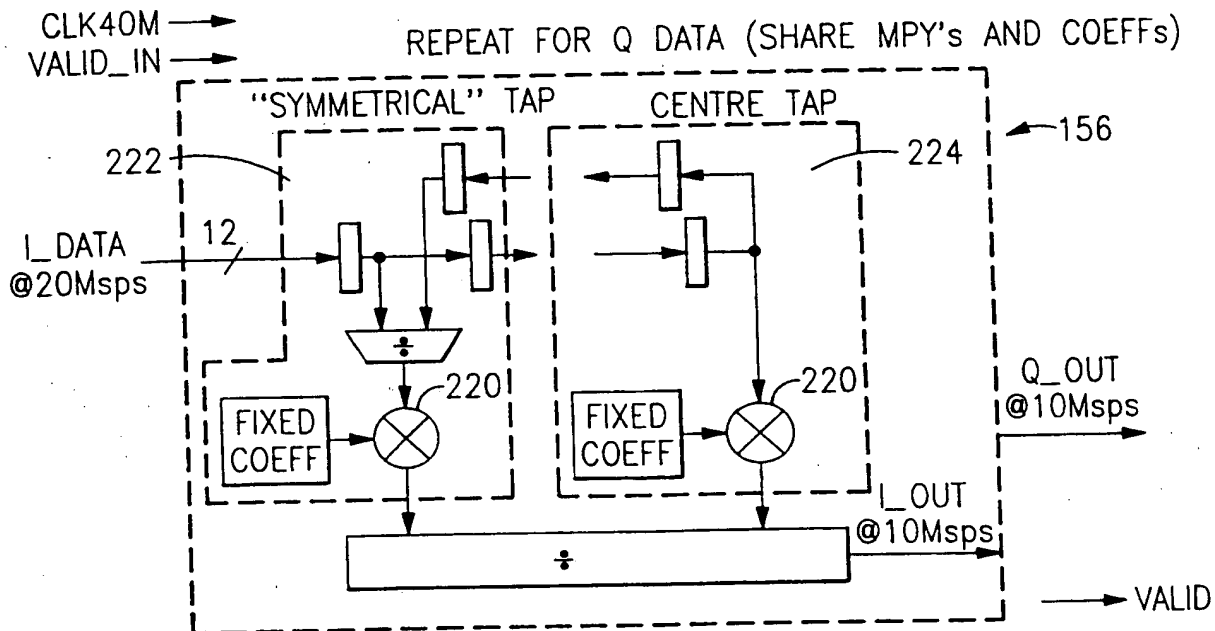 CLK40M
VALID_IN
REPEAT FOR Q DATA (SHARE MPY's AND COEFFs)
"SYMMETRICAL" TAP
CENTRE TAP
156
222
224
I_DATA
@20Msps
12
÷
220
220
FIXED
COEFF
FIXED
COEFF
Q_OUT
@10Msps
I_OUT
@10Msps
÷
VALID